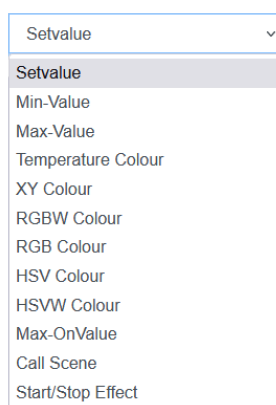 Setvalue
Setvalue
Min-Value
Max-Value
Temperature Colour
XY Colour
RGBW Colour
RGB Colour
HSV Colour
HSVW Colour
Max-OnValue
Call Scene
Start/Stop Effect